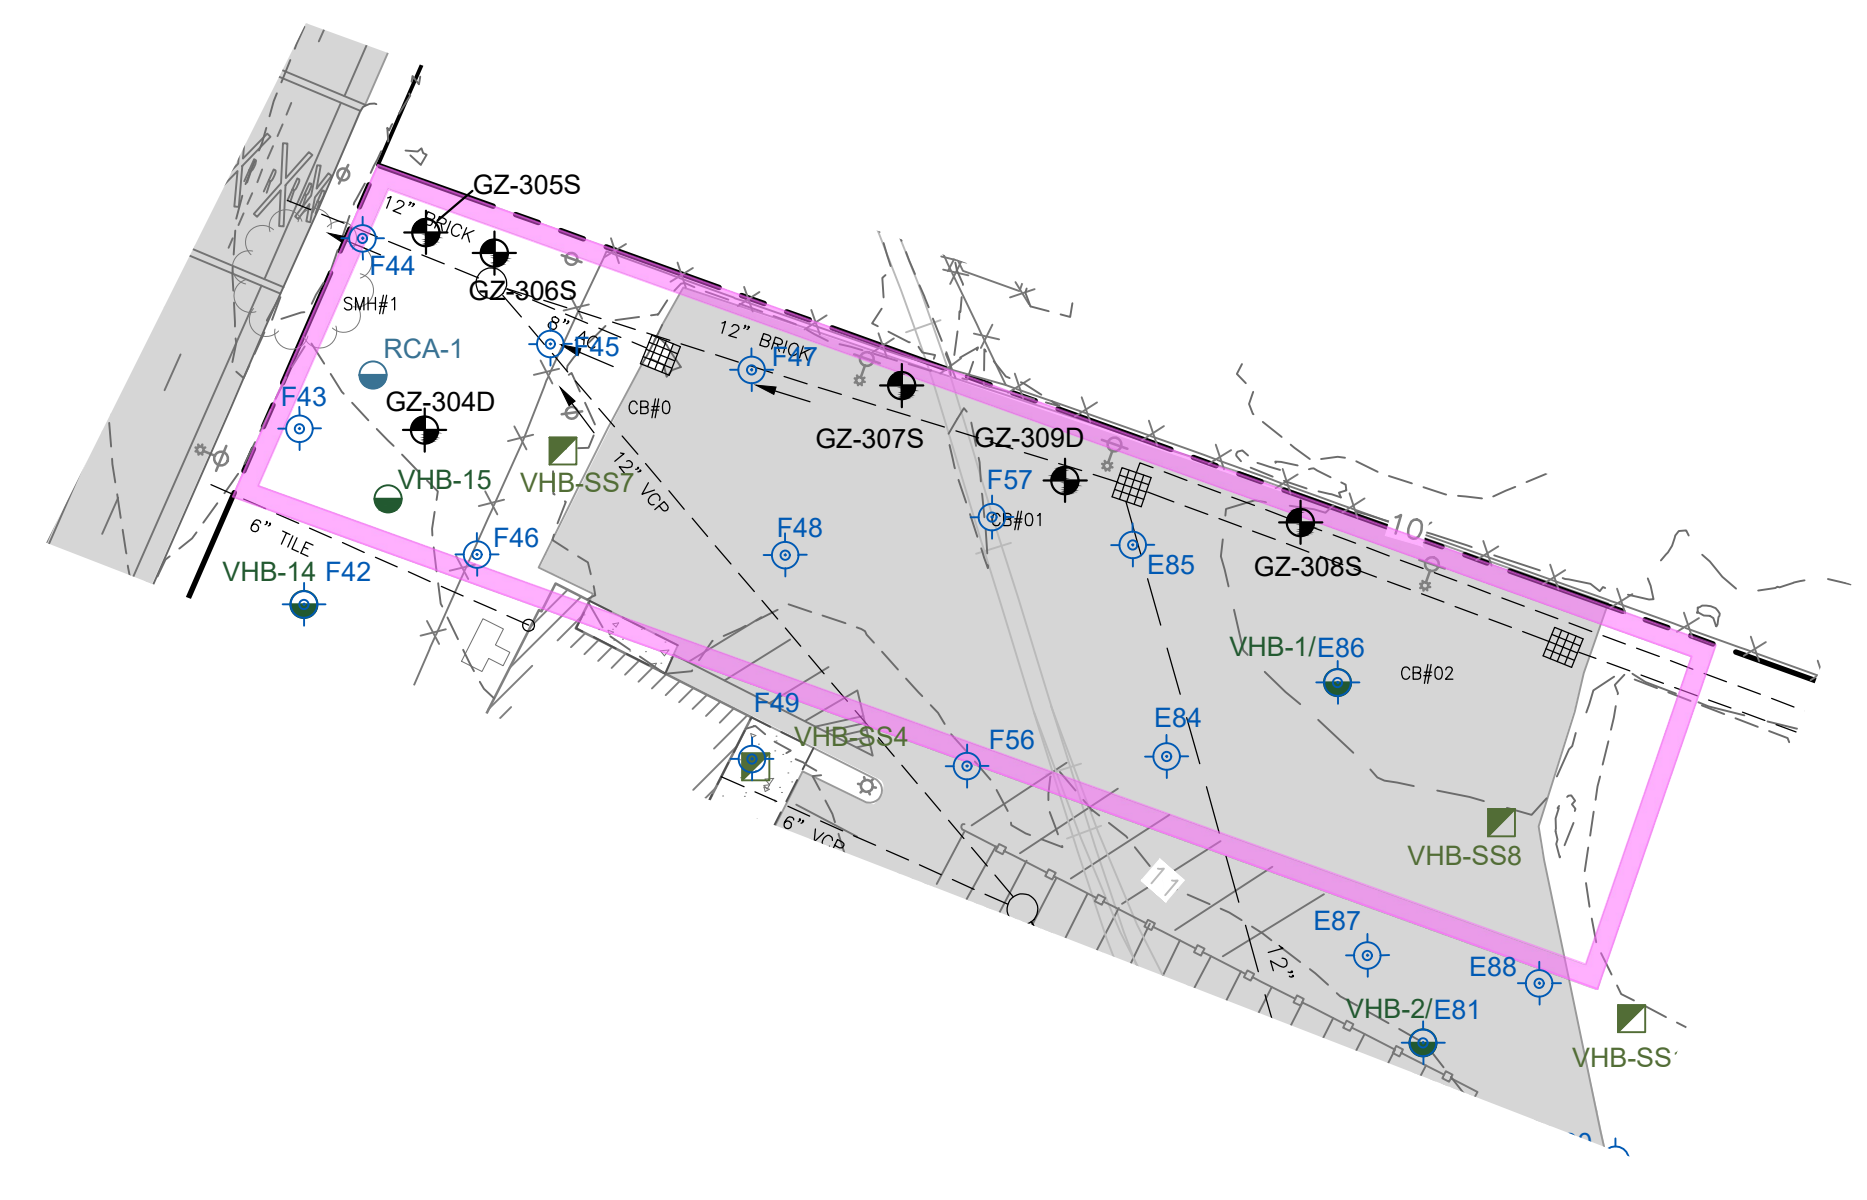 GZ-305S
12” BRICK
F44
GZ-306S
SMH#1
8” AC
F45
12” BRICK
F47
RCA-1
F43
GZ-304D
CB#0
GZ-307S
GZ-309D
VHB-15
VHB-SS7
12” VCP
F57
CB#01
10'
6” TILE
F46
F48
E85
GZ-308S
VHB-14 F42
VHB-1/E86
CB#02
F49
VHB-SS4
F56
E84
6” VCP
11
VHB-SS8
E87
12”
E88
VHB-2/E81
VHB-SS